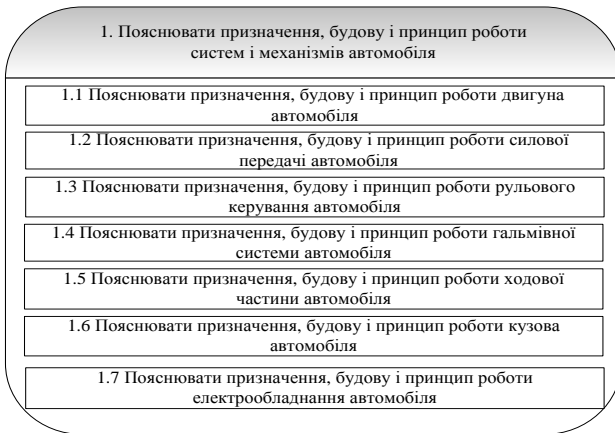 1. Пояснювати призначення, будову і принцип роботи
систем і механізмів автомобіля
1.1 Пояснювати призначення, будову і принцип роботи двигуна
автомобіля
1.2 Пояснювати призначення, будову і принцип роботи силової
передачі автомобіля
1.3 Пояснювати призначення, будову і принцип роботи рульового
керування автомобіля
1.4 Пояснювати призначення, будову і принцип роботи гальмівної
системи автомобіля
1.5 Пояснювати призначення, будову і принцип роботи ходової
частини автомобіля
1.6 Пояснювати призначення, будову і принцип роботи кузова
автомобіля
1.7 Пояснювати призначення, будову і принцип роботи
електрообладнання автомобіля